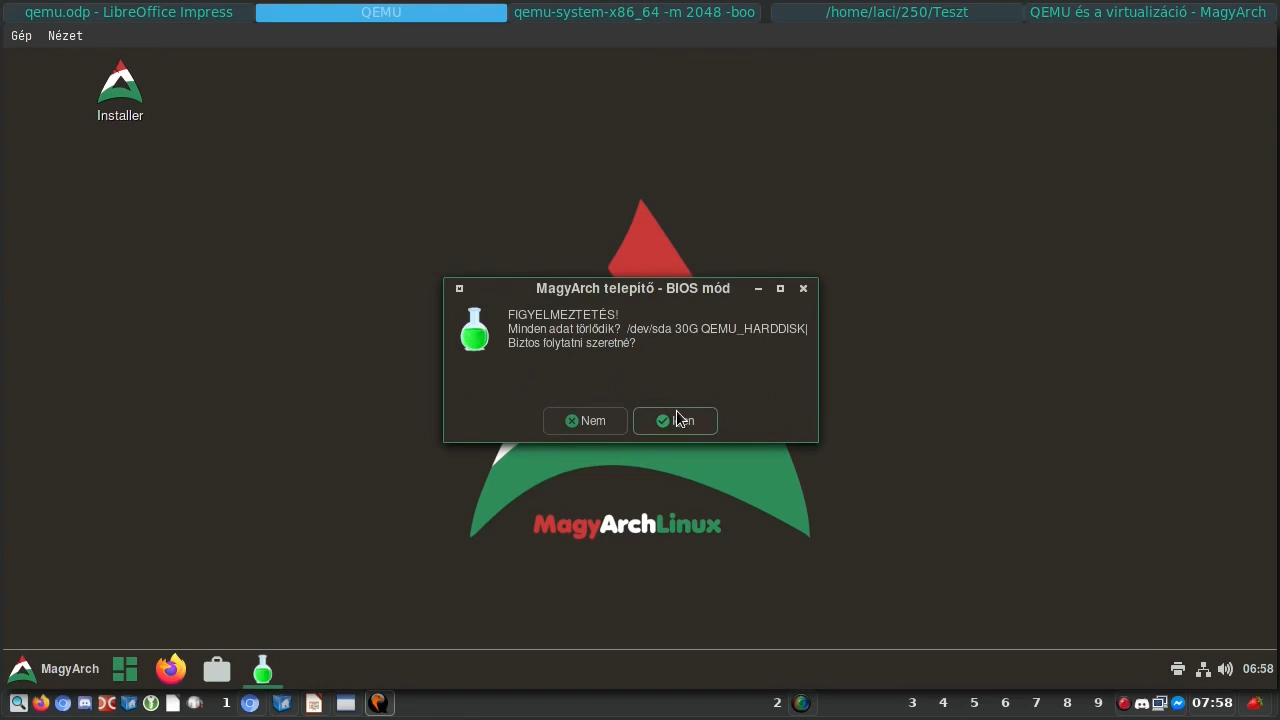 qemu.odp - LibreOffice Impress
QEMU
qemu-system-x86_64 -m 2048 -boo
/home/laci/250/Teszt
QEMU és a virtualizáció - MagyArch
Gép Nézet
Installer
MagyArch telepítő - BIOS mód
FIGYELMEZTETÉS!
Minden adat törlődik? /dev/sda 30G QEMU_HARDDISK|
Biztos folytatni szeretné?
Nem
MagyArchLinux
MagyArch
06:58
1
2
3 4 5 6 7 8 9
07:58